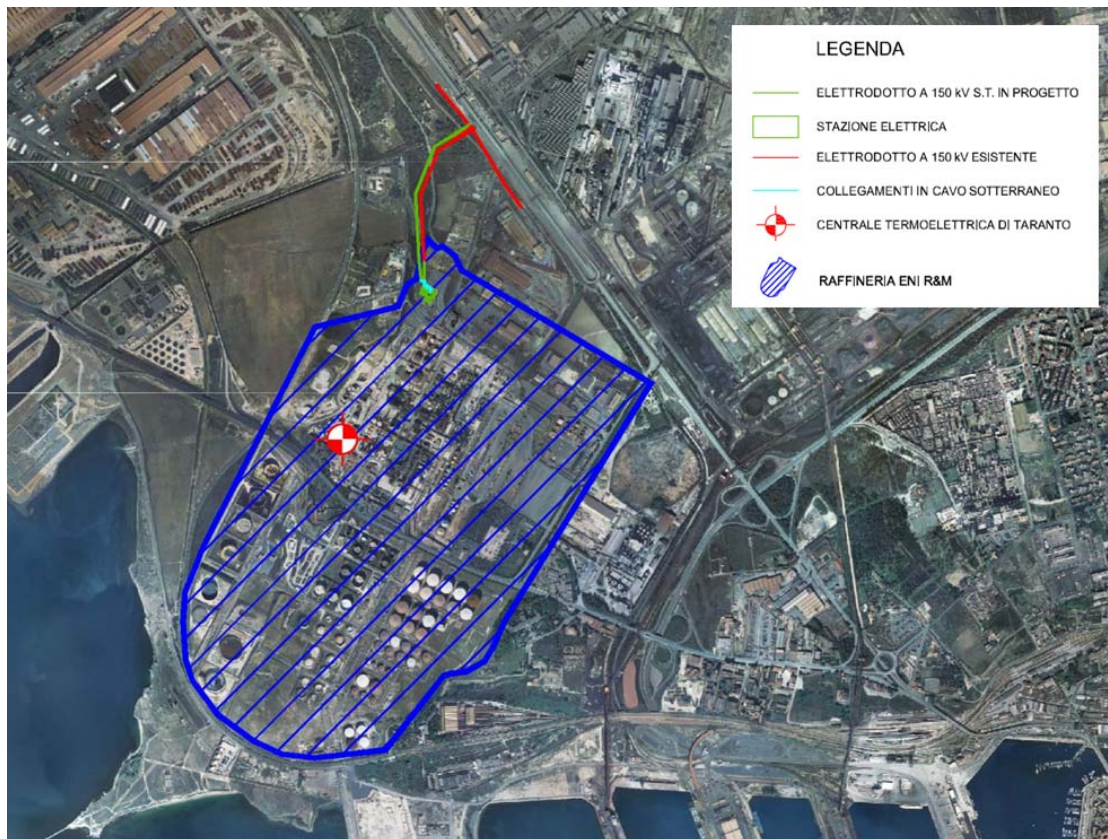 LEGENDA
ELETTRODOTTO A 150 kV S.T. IN PROGETTO
STAZIONE ELETTRICA
ELETTRODOTTO A 150 kV ESISTENTE
COLLEGAMENTI IN CAVO SOTTERRANEO
CENTRALE TERMOELETTRICA DI TARANTO
RAFFINERIA ENI R&M